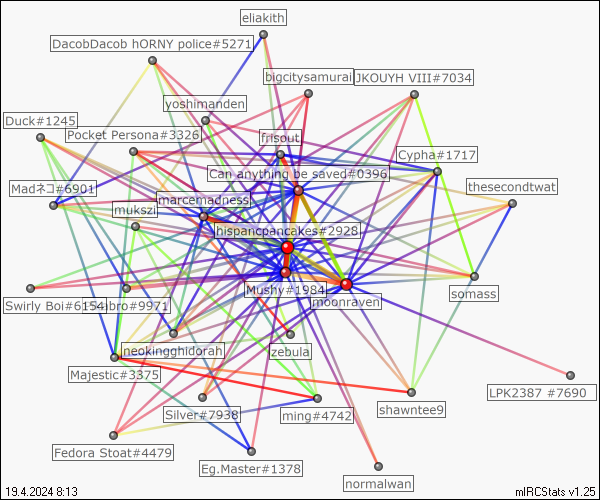 eliakith
DacobDacob hORNY police#5271
bigcitysamurai
JKOUYH VIII#7034
yoshimanden
Duck#1245
Pocket Persona#3326
frisout
Cypha#1717
Can anything be saved#0396
Madネコ#6901
marcemadness
thesecondtwat
mukszi
hispancpancakes#2928
Mushy#1984
somass
Swirly Boi#6154
bro#9971
moonraven
neokingghidorah
zebula
Majestic#3375
LPK2387 #7690
Silver#7938
ming#4742
shawntee9
Fedora Stoat#4479
Eg.Master#1378
normalwan
19.4.2024 8:13
mIRCStats v1.25